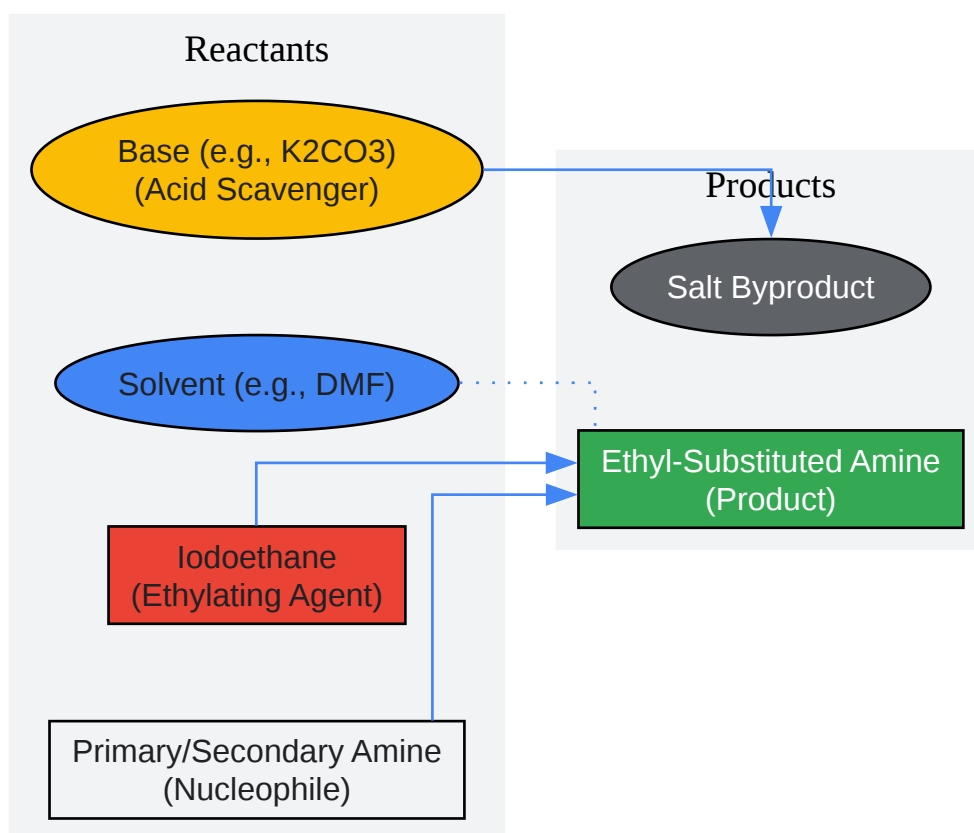 Reactants
Base (e.g., K2CO3)
(Acid Scavenger)
Products
Salt Byproduct
Solvent (e.g., DMF)
Ethyl-Substituted Amine
(Product)
Iodoethane
(Ethylating Agent)
Primary/Secondary Amine
(Nucleophile)